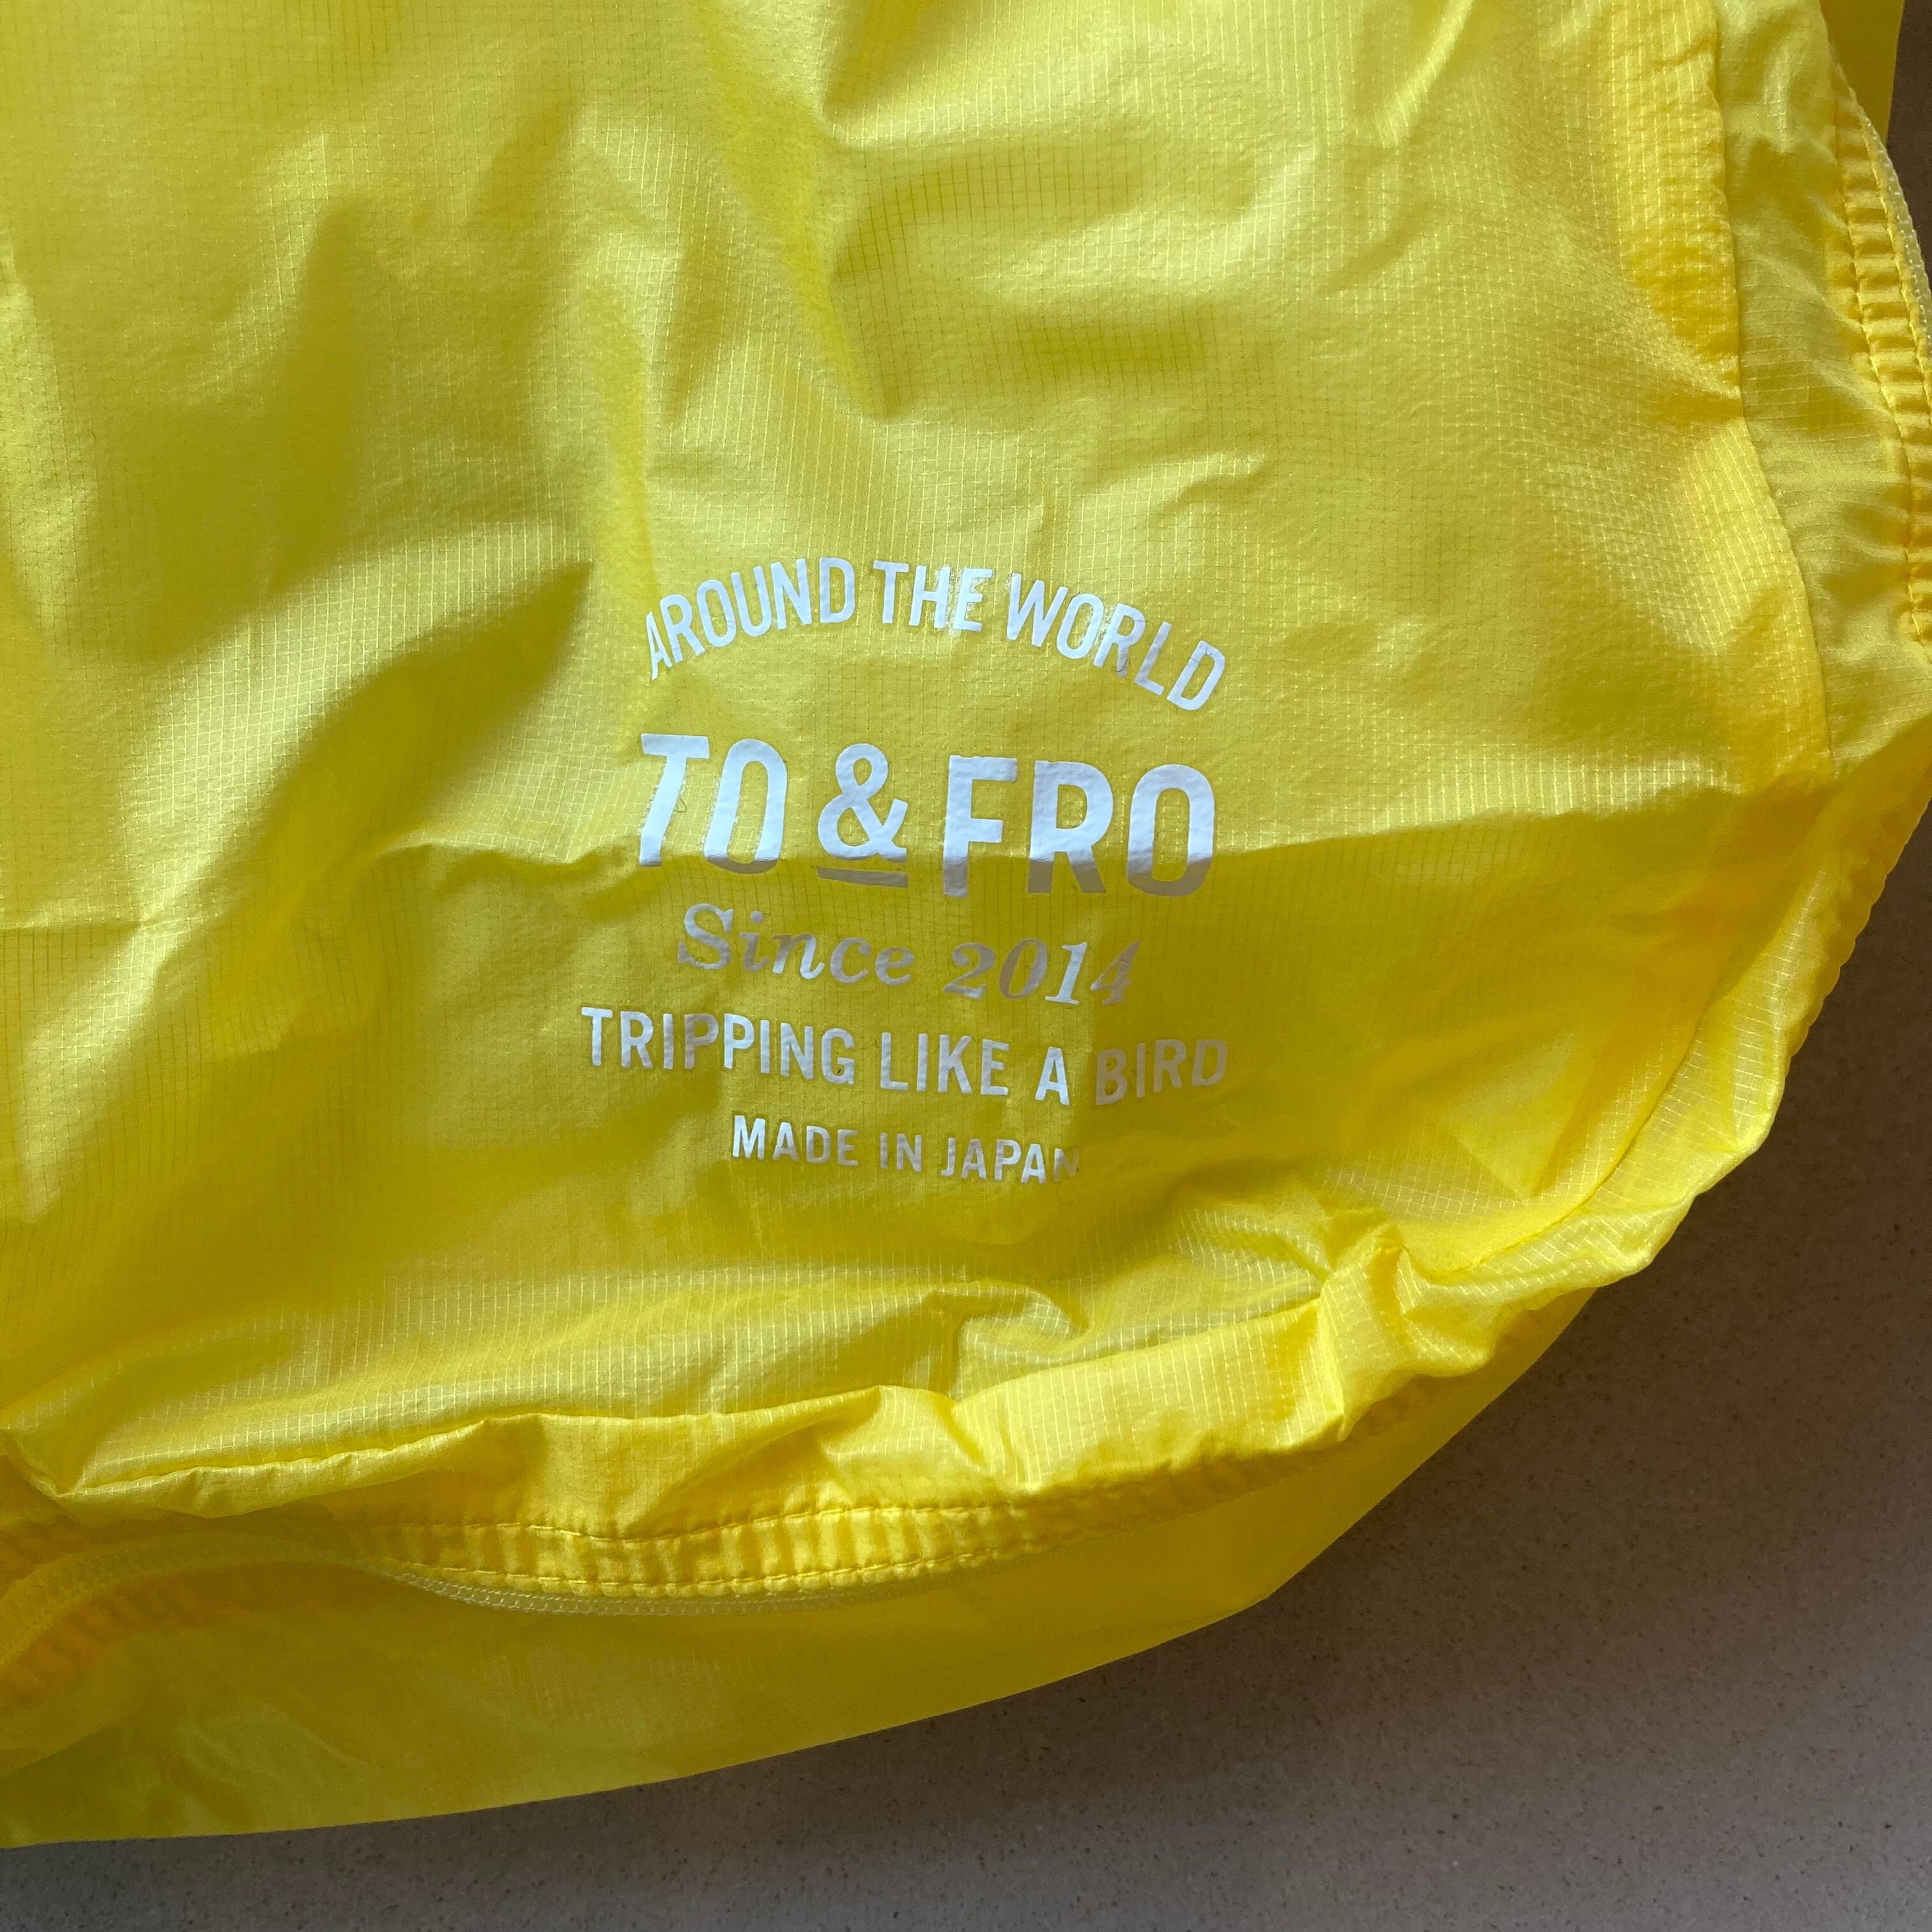 AROUND THE WORLD
TO & FRO
Since 2014
TRIPPING LIKE A BIRD
MADE IN JAPAN